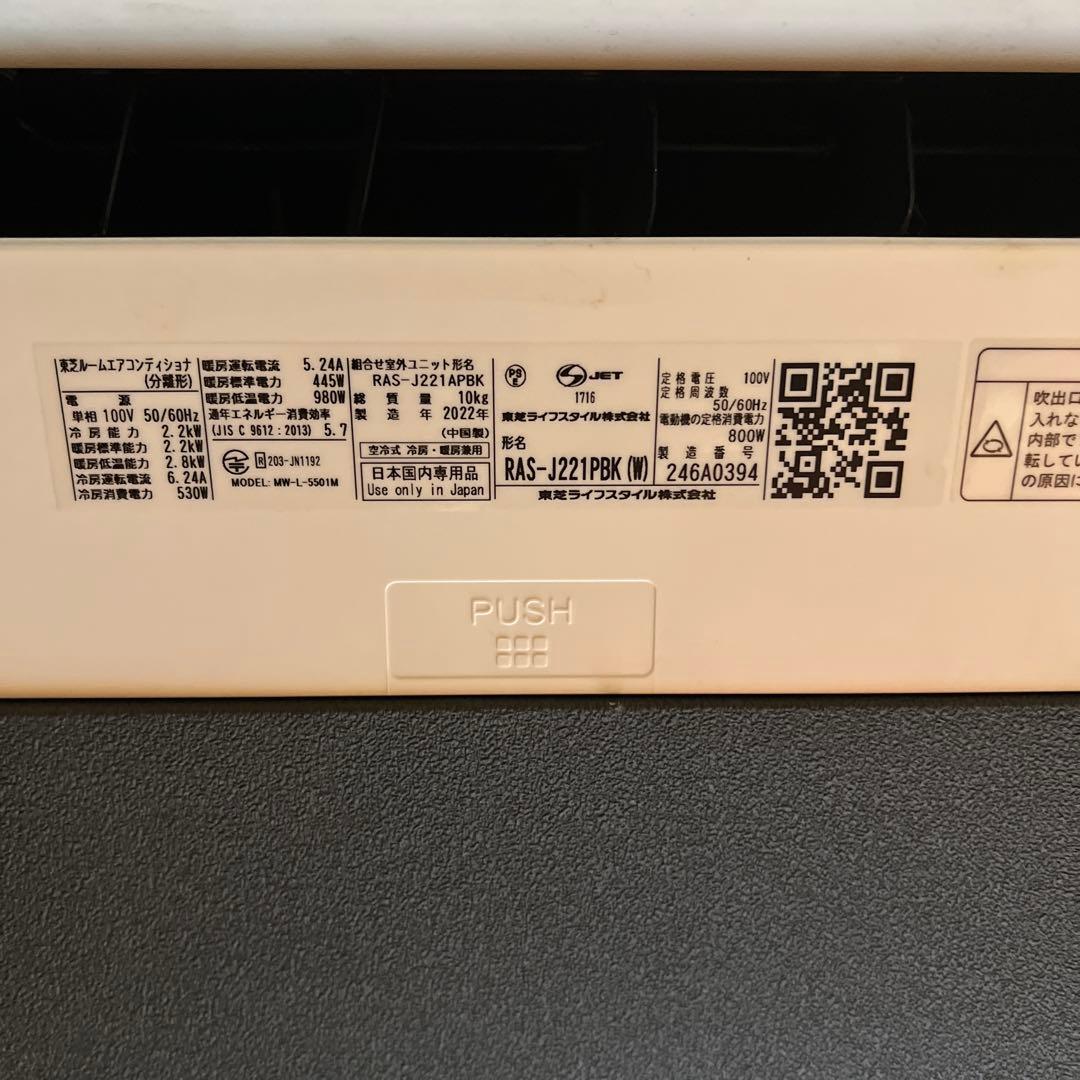 東芝ルームエアコンディショナ
(分離形)
電源
単相 100V 50/60Hz
冷房能力 2.2kW
暖房標準能力 2.2kW
暖房低温能力 2.8kW
冷房運転電流 6.24A
冷房消費電力 530W
暖房運転電流 5.24A
暖房標準電力 445W
暖房低温電力 980W
通年エネルギー消費効率
(JIS C 9612:2013) 5.7
R 203-JN1192
MODEL: MW-L-5501M
組合せ室外ユニット形名
RAS-J221APBK
総質量 10kg
製造年 2022年
(中国製)
空冷式 冷房・暖房兼用
日本国内専用品
Use only in Japan
PS
E
JET
1716
東芝ライフスタイル株式会社
形名
RAS-J221PBK(W)
東芝ライフスタイル株式会社
定格電圧 100V
定格周波数
50/60Hz
電動機の定格消費電力
800W
製造番号
246A0394
吹出口
入れな
内部で
転してい
の原因に
PUSH